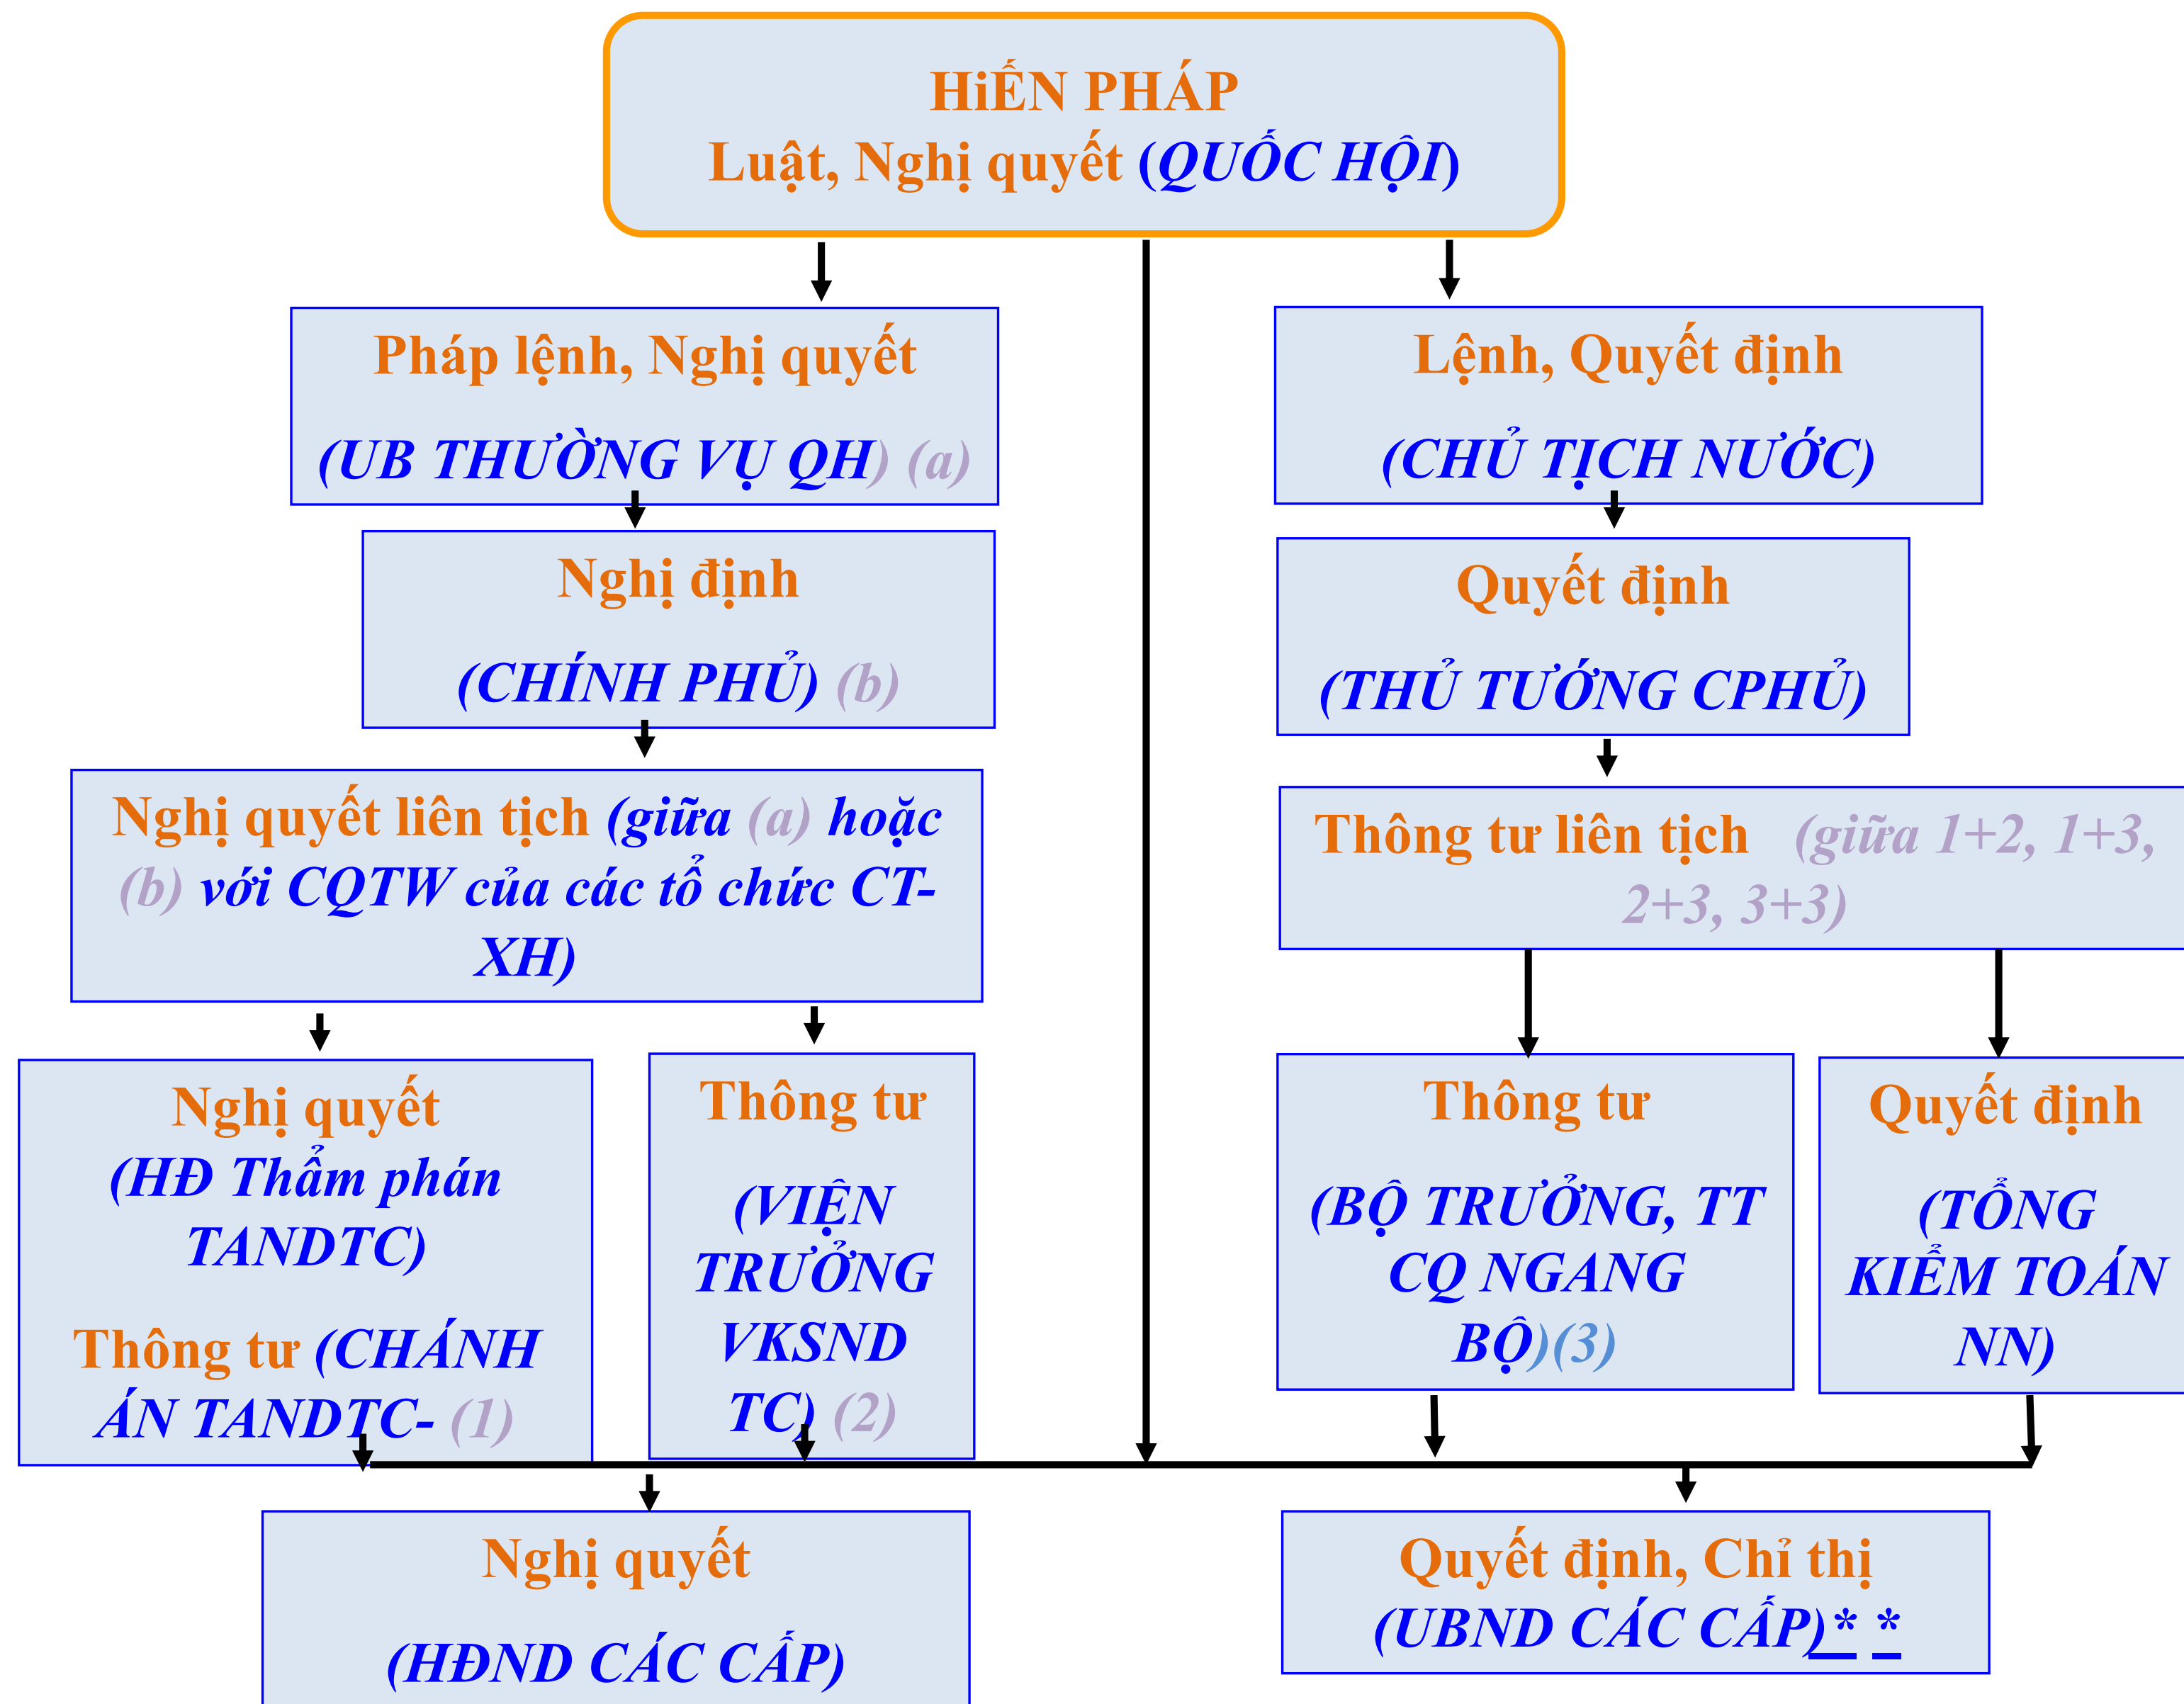 HiẾN PHÁP
Luật, Nghị quyết (QUỐC HỘI)
Pháp lệnh, Nghị quyết
(UB THƯỜNG VỤ QH) (a)
Lệnh, Quyết định
(CHỦ TỊCH NƯỚC)
Nghị định
(CHÍNH PHỦ) (b)
Quyết định
(THỦ TƯỚNG CPHỦ)
Nghị quyết liên tịch (giữa (a) hoặc
(b) với CQTW của các tổ chức CT-
XH)
Thông tư liên tịch (giữa 1+2, 1+3,
2+3, 3+3)
Nghị quyết
(HĐ Thẩm phán
TANDTC)
Thông tư (CHÁNH
ÁN TANDTC- (1)
Thông tư
(VIỆN
TRƯỞNG
VKSND
TC) (2)
Thông tư
(BỘ TRƯỞNG, TT
CQ NGANG
BỘ)(3)
Quyết định
(TỔNG
KIỂM TOÁN
NN)
Nghị quyết
(HĐND CÁC CẤP)
Quyết định, Chỉ thị
(UBND CÁC CẤP)* *